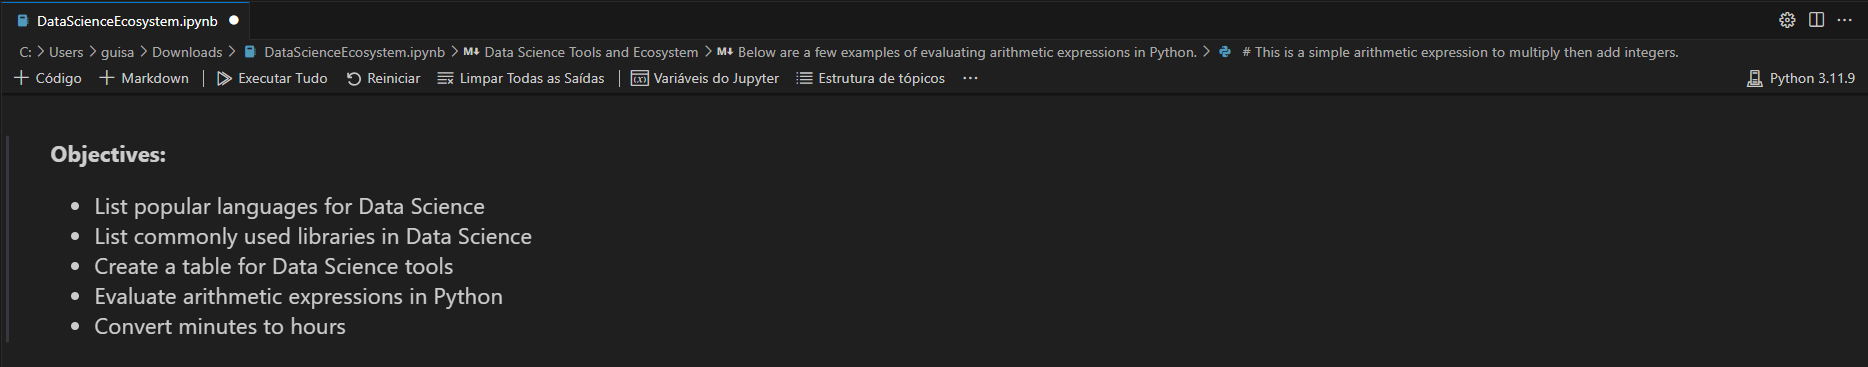 DataScienceEcosystem.ipynb
C: > Users > guisa > Downloads > DataScienceEcosystem.ipynb > M↓ Data Science Tools and Ecosystem > M↓ Below are a few examples of evaluating arithmetic expressions in Python. > # This is a simple arithmetic expression to multiply then add integers.
+ Código + Markdown | Executar Tudo Reiniciar Limpar Todas as Saídas | (x) Variáveis do Jupyter Estrutura de tópicos ··· Python 3.11.9
Objectives:
• List popular languages for Data Science
• List commonly used libraries in Data Science
• Create a table for Data Science tools
• Evaluate arithmetic expressions in Python
• Convert minutes to hours